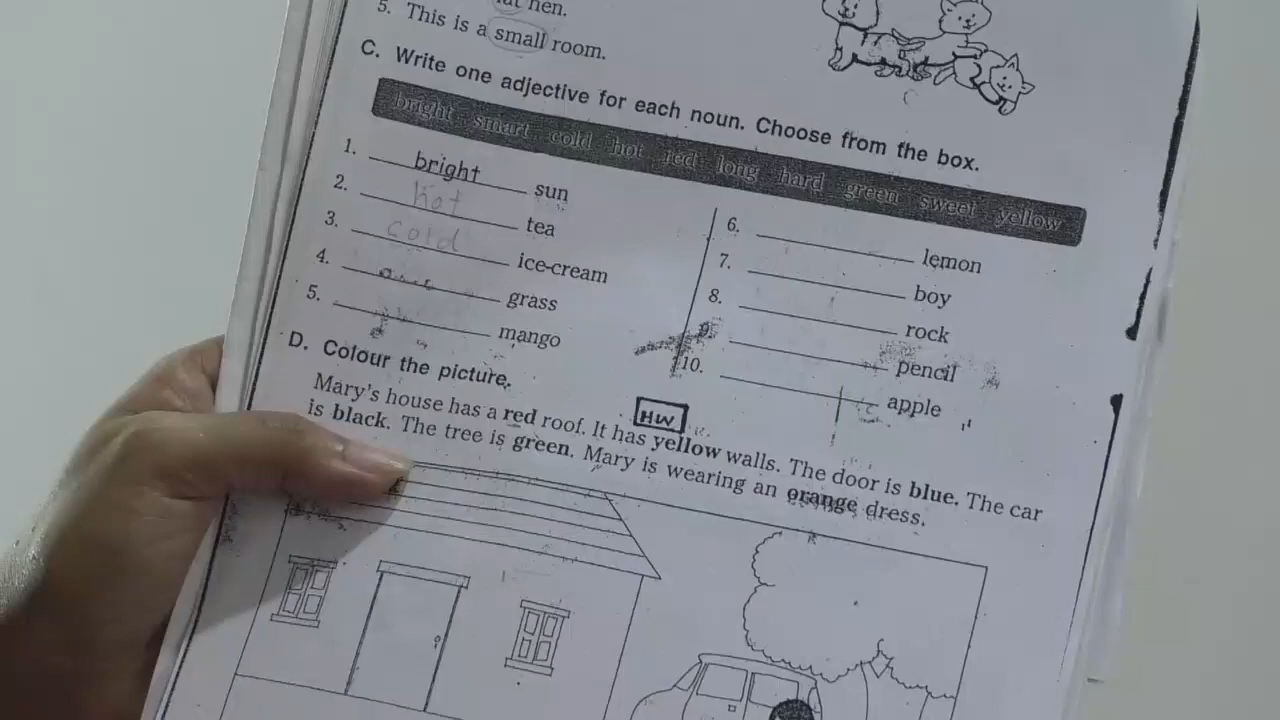 hen.
5. This is a small room.
C. Write one adjective for each noun. Choose from the box.
bright smart cold hot red long hard green sweet yellow
1. bright sun
2. hot tea
3. cold ice-cream
4. grass
5. mango
6. lemon
7. boy
8. rock
9. pencil
10. apple
D. Colour the picture.
HW
Mary's house has a red roof. It has yellow walls. The door is blue. The car
is black. The tree is green. Mary is wearing an orange dress.